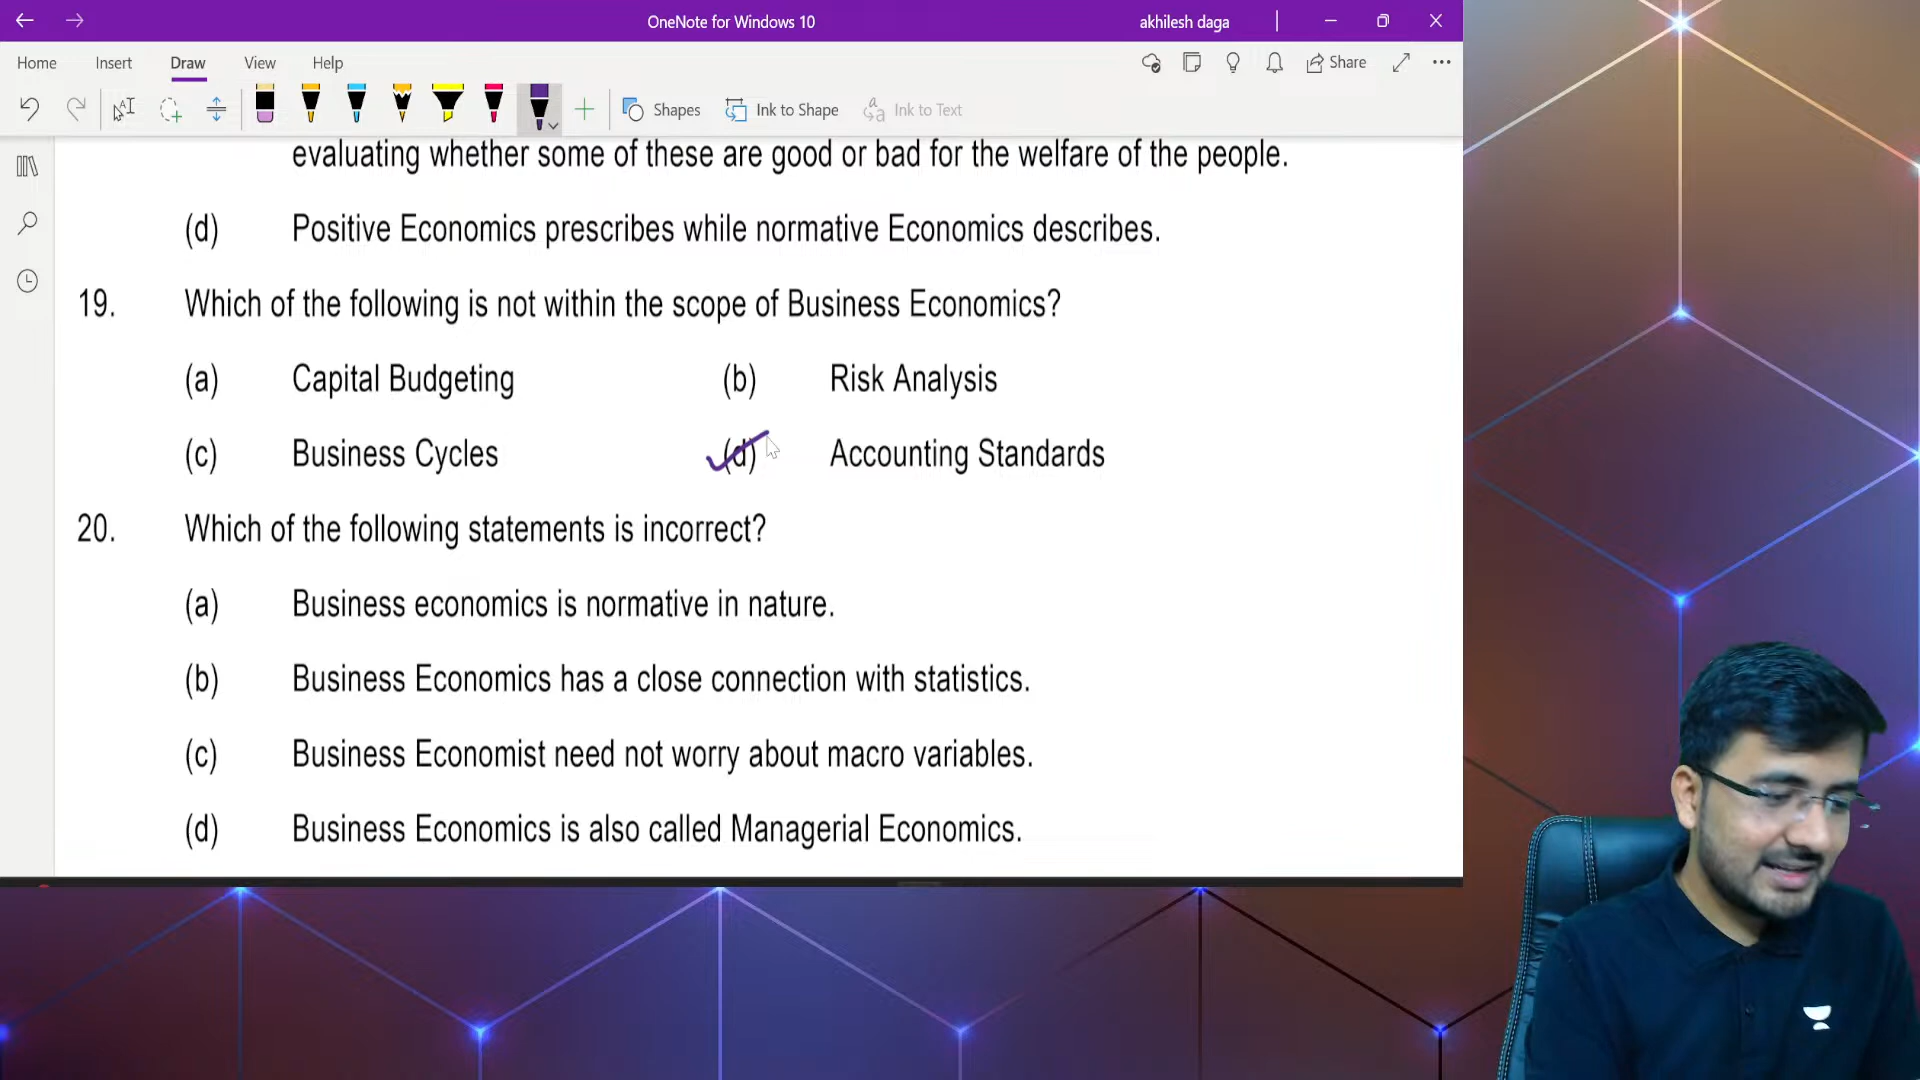 OneNote for Windows 10
akhilesh daga
Home Insert Draw View Help
Share
Shapes Ink to Shape Ink to Text
evaluating whether some of these are good or bad for the welfare of the people.
(d) Positive Economics prescribes while normative Economics describes.
19. Which of the following is not within the scope of Business Economics?
(a) Capital Budgeting (b) Risk Analysis
(c) Business Cycles (d) Accounting Standards
20. Which of the following statements is incorrect?
(a) Business economics is normative in nature.
(b) Business Economics has a close connection with statistics.
(c) Business Economist need not worry about macro variables.
(d) Business Economics is also called Managerial Economics.